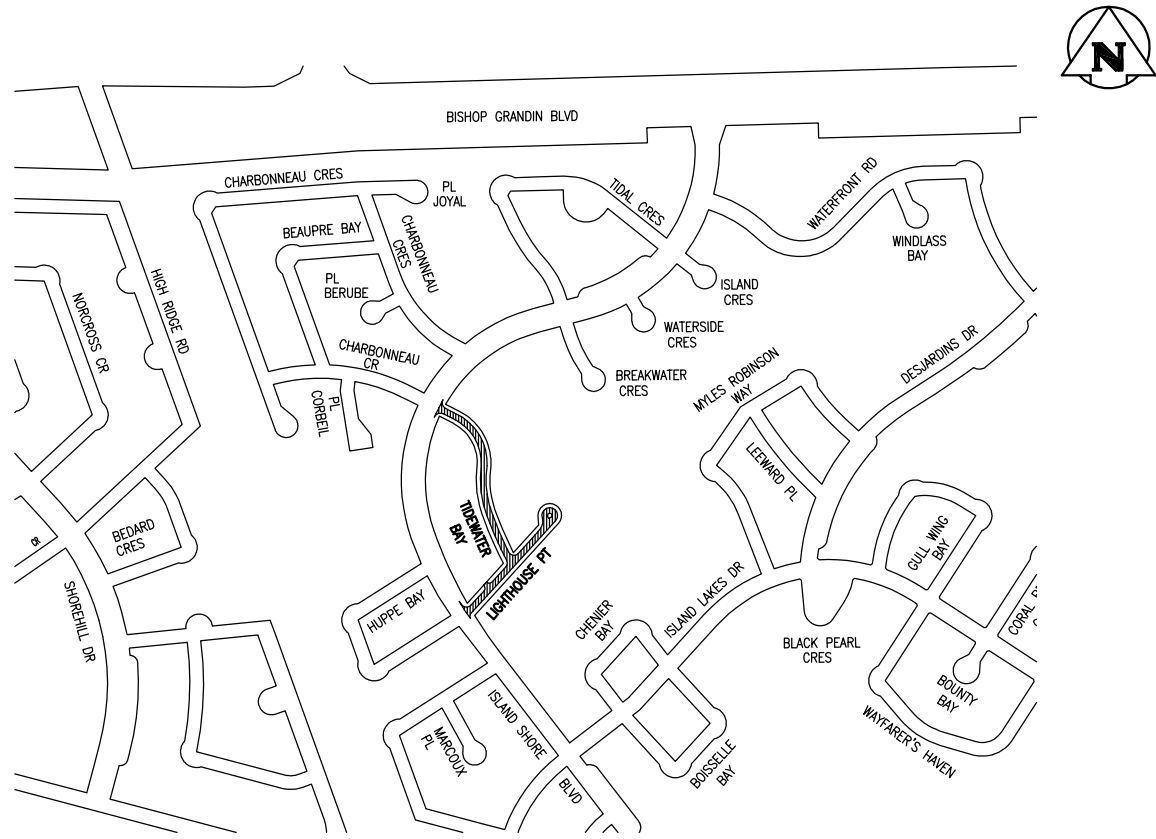 N
BISHOP GRANDIN BLVD
CHARBONNEAU CRES
PL
JOYAL
TIDAL CRES
WATERFRONT RD
BEAUPRE BAY
CHARBONNEAU
CRES
WINDLASS
BAY
HIGH RIDGE RD
NORCROSS CR
PL
BERUBE
ISLAND
CRES
WATERSIDE
CRES
CHARBONNEAU
CR
DESJARDINS DR
BREAKWATER
CRES
MYLES ROBINSON
WAY
PL
CORBEIL
LEEWARD PL
TIDEWATER
BAY
BEDARD
CRES
CR
GULL WING
BAY
LIGHTHOUSE PT
SHOREHILL DR
HUPPE BAY
CHENIER
BAY
ISLAND LAKES DR
CORAL
BLACK PEARL
CRES
BOUNTY
BAY
ISLAND SHORE
BLVD
MARCOUX
PL
WAYFARER'S HAVEN
BOISSELLE
BAY